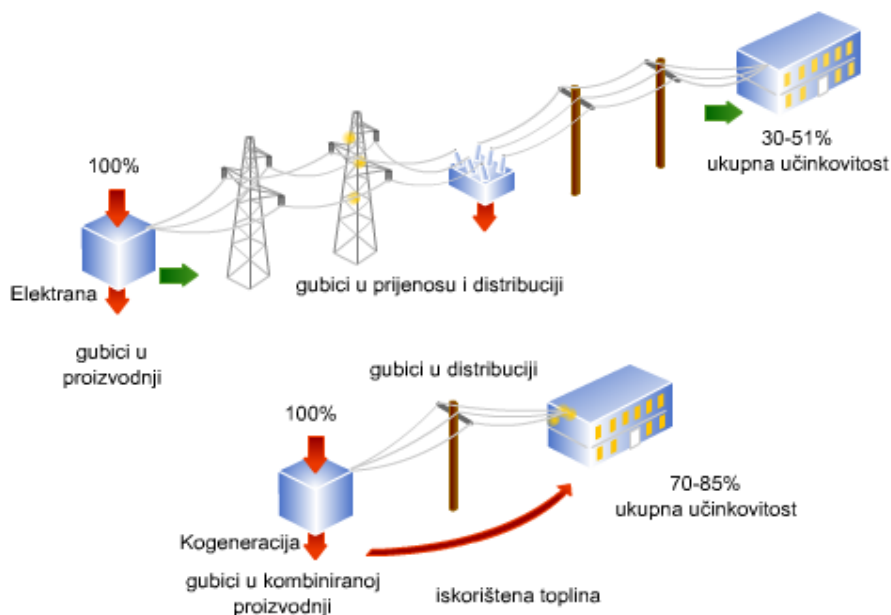 100%
30-51%
ukupna učinkovitost
Elektrana
gubici u prijenosu i distribuciji
gubici u
proizvodnji
gubici u distribuciji
100%
70-85%
ukupna učinkovitost
Kogeneracija
gubici u kombiniranoj
proizvodnji
iskorištena toplina